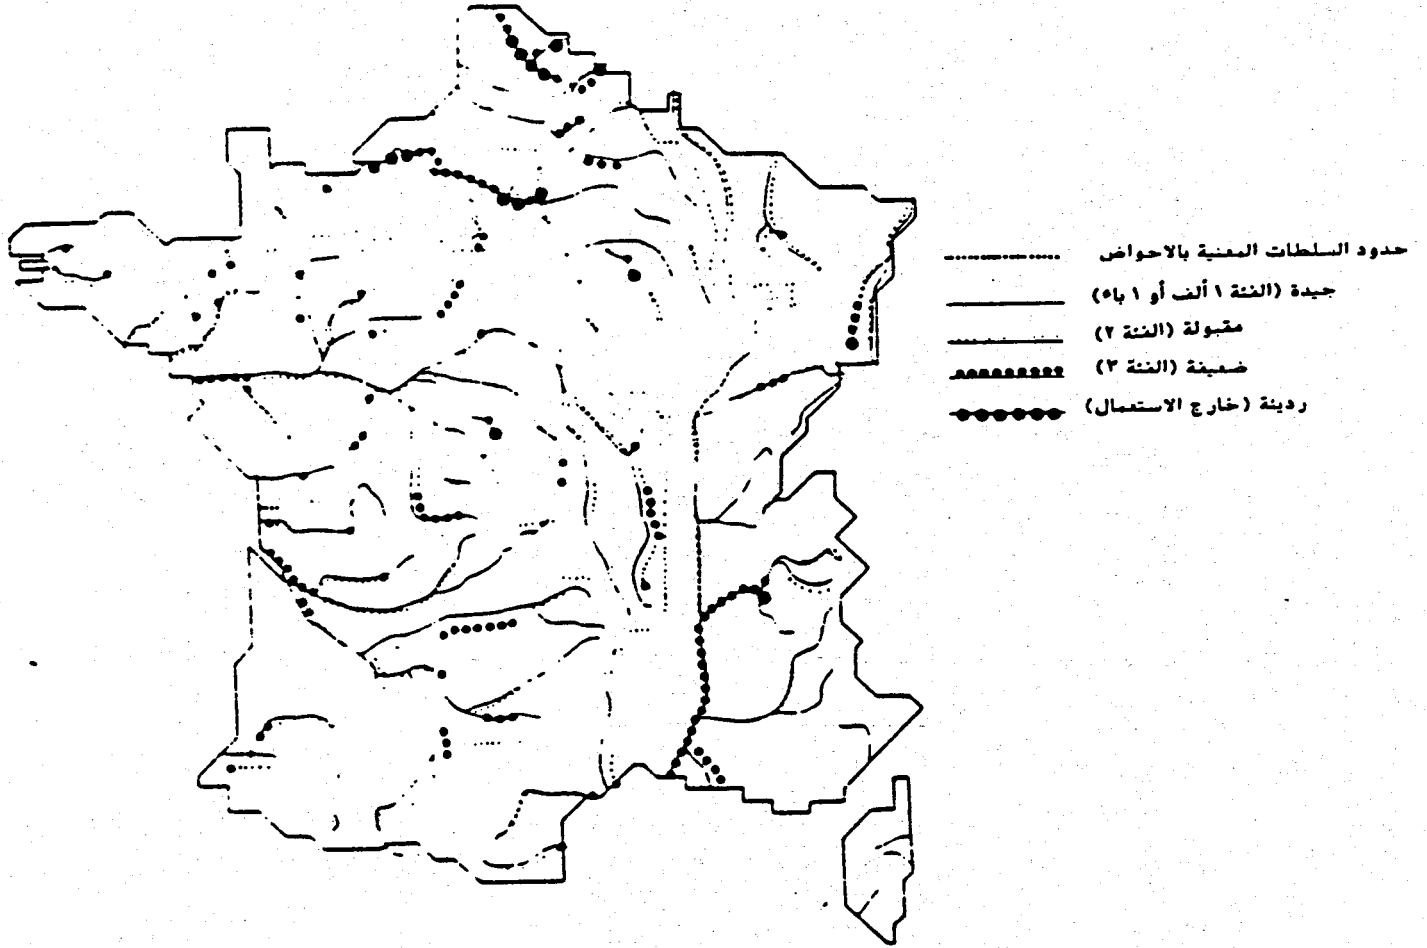 حدود السلطات المعنية بالاحواض
جيدة (الفئة ١ ألف أو ١ باء)
مقبولة (الفئة ٢)
ضعيفة (الفئة ٣)
ردينة (خارج الاستعمال)